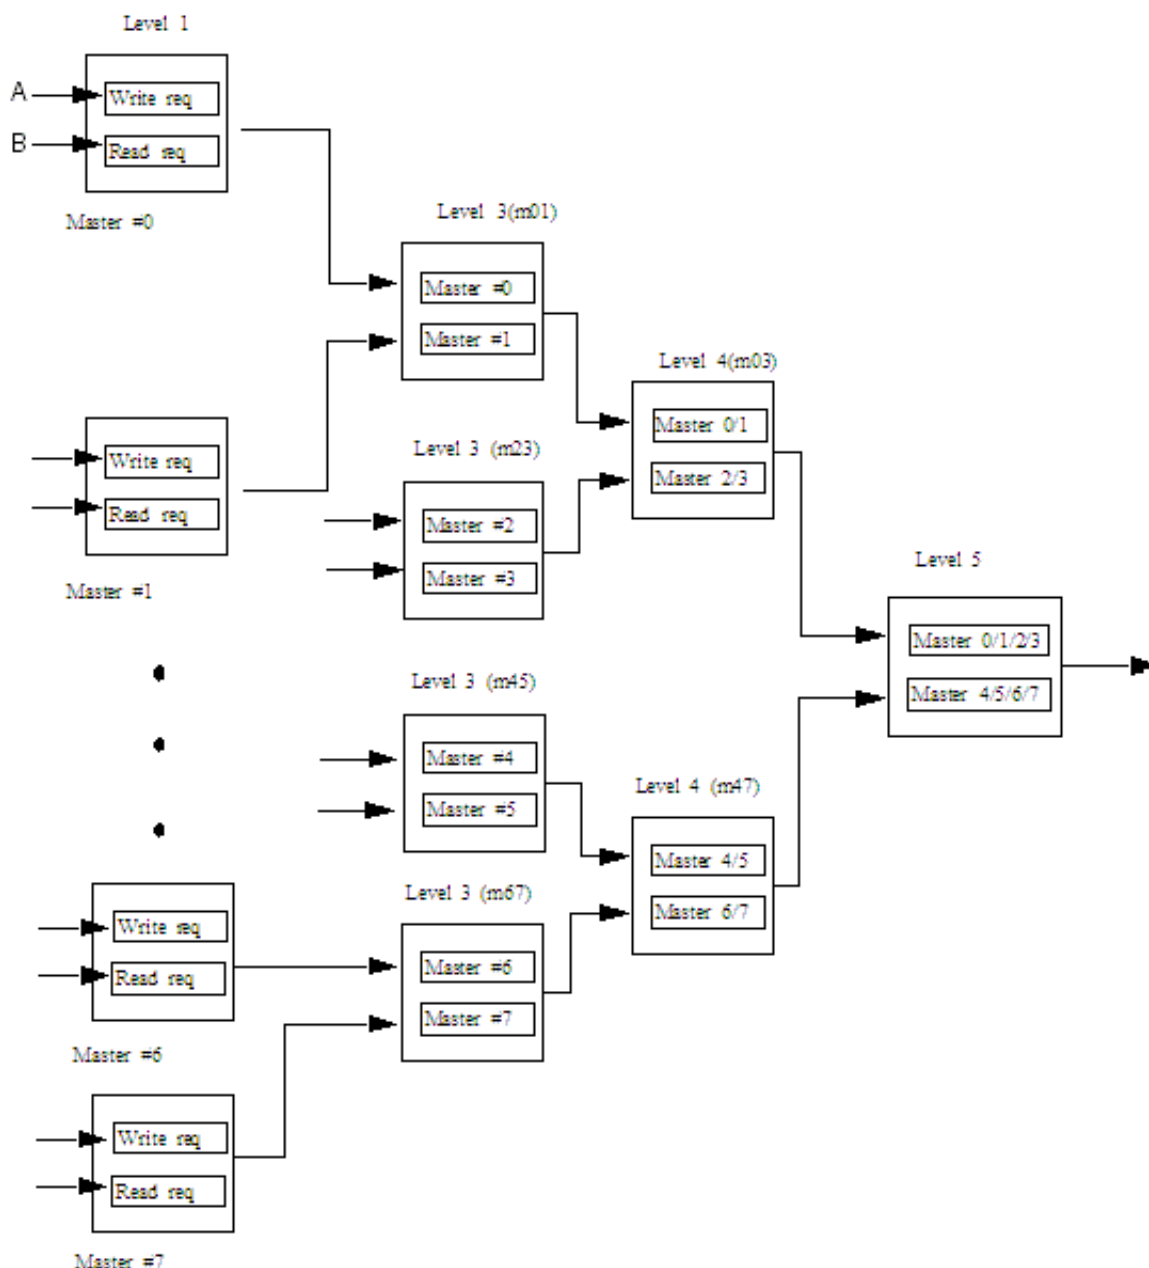 Level 1
A
Write req
B
Read req
Master #0
Level 3(m01)
Master #0
Master #1
Level 4(m03)
Master 0/1
Master 2/3
Write req
Read req
Master #1
Level 3 (m23)
Master #2
Master #3
Level 5
Master 0/1/2/3
Master 4/5/6/7
Level 3 (m45)
Master #4
Master #5
Level 4 (m47)
Master 4/5
Master 6/7
Write req
Read req
Master #6
Level 3 (m67)
Master #6
Master #7
Write req
Read req
Master #7